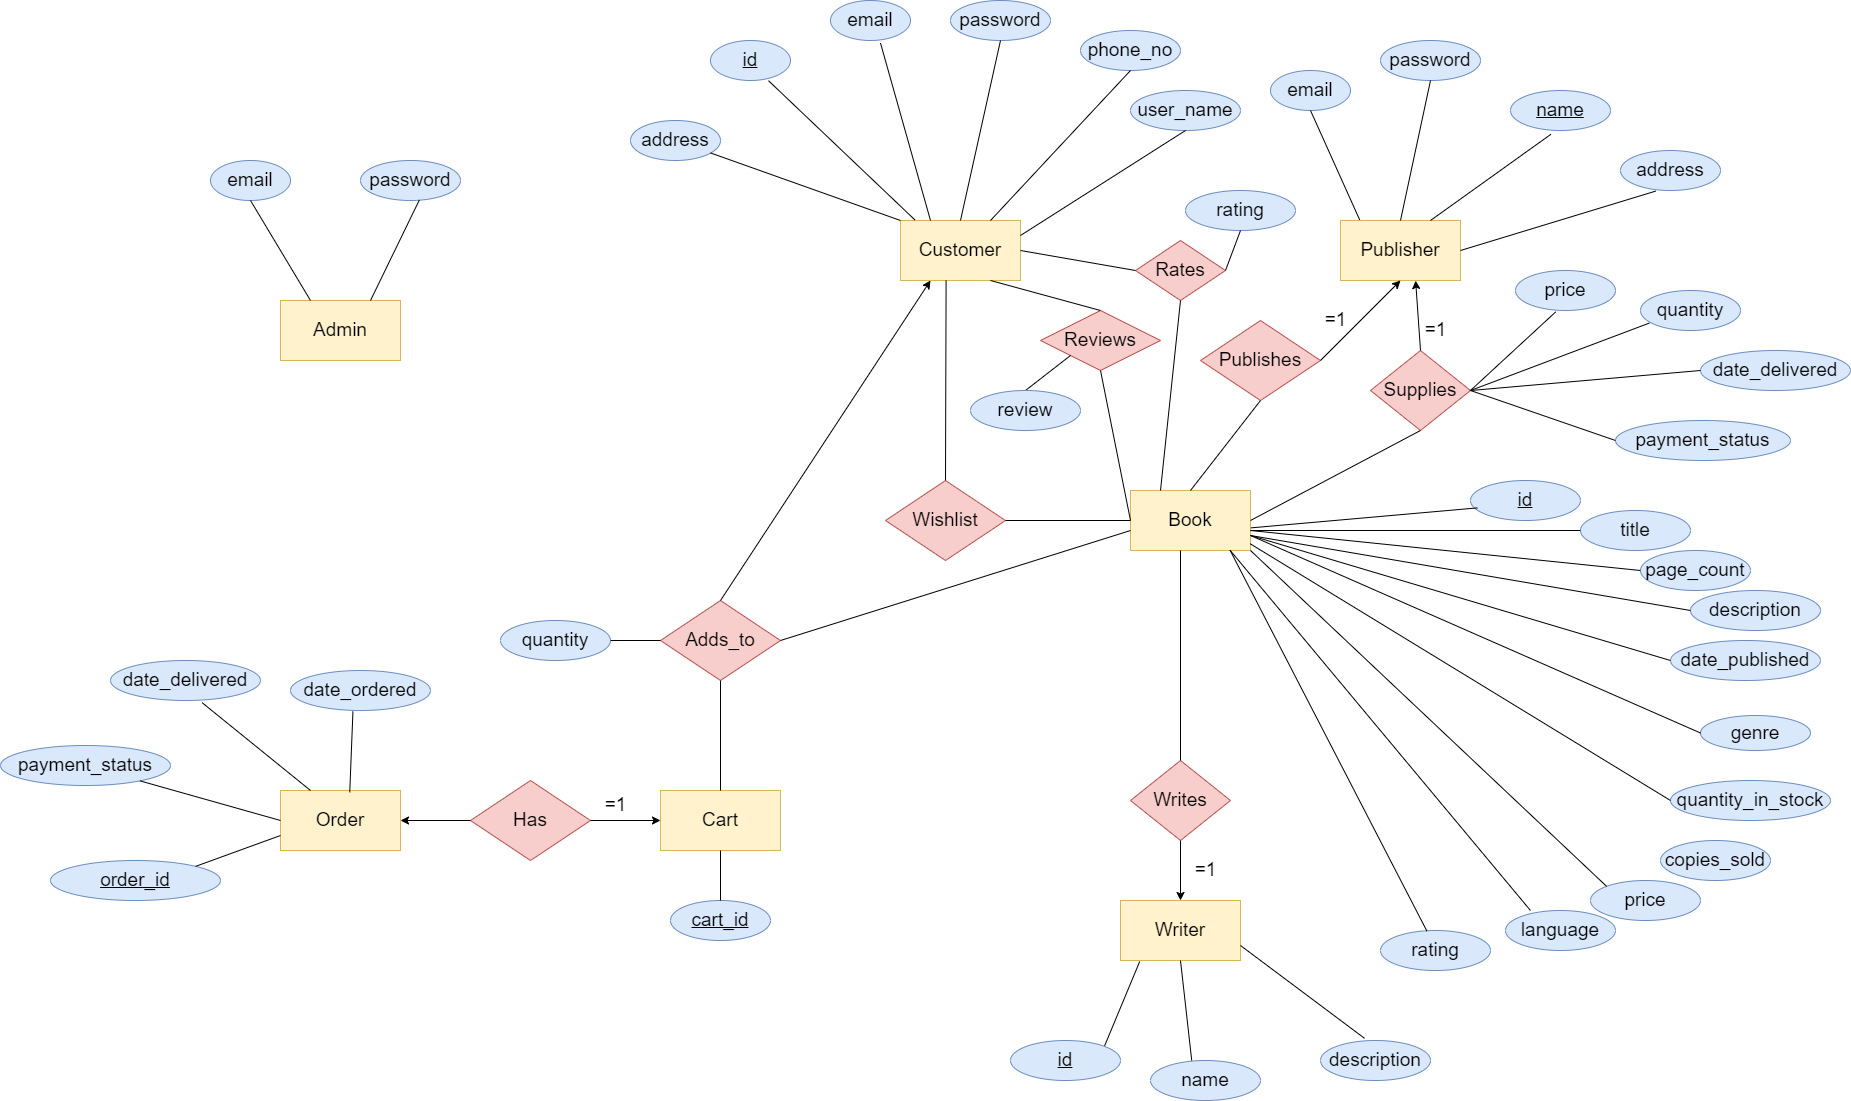 email
password
id
phone_no
user_name
address
email
password
name
address
email
password
rating
Customer
Publisher
Rates
price
quantity
Admin
Reviews
=1
=1
Publishes
date_delivered
Supplies
review
payment_status
id
Wishlist
Book
title
page_count
description
quantity
Adds_to
date_published
date_delivered
date_ordered
genre
payment_status
quantity_in_stock
Writes
=1
Order
Has
Cart
copies_sold
=1
order_id
price
cart_id
Writer
language
rating
id
name
description